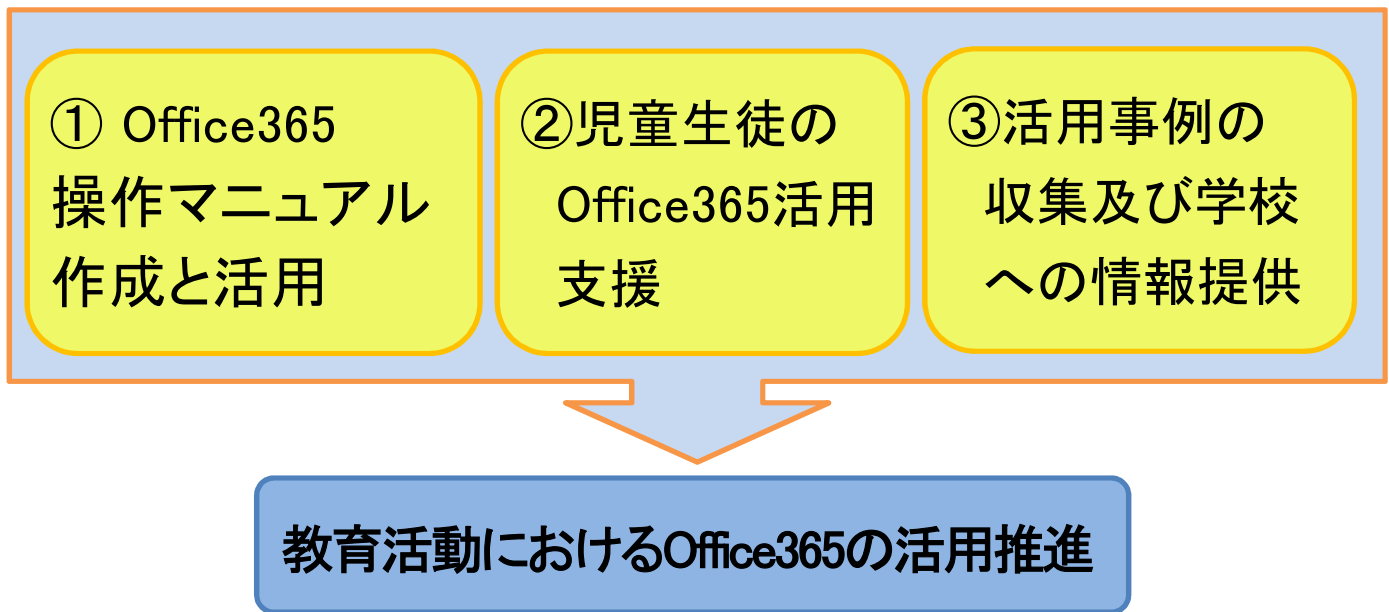 ① Office365
操作マニュアル
作成と活用
②児童生徒の
Office365活用
支援
③活用事例の
収集及び学校
への情報提供
教育活動におけるOffice365の活用推進